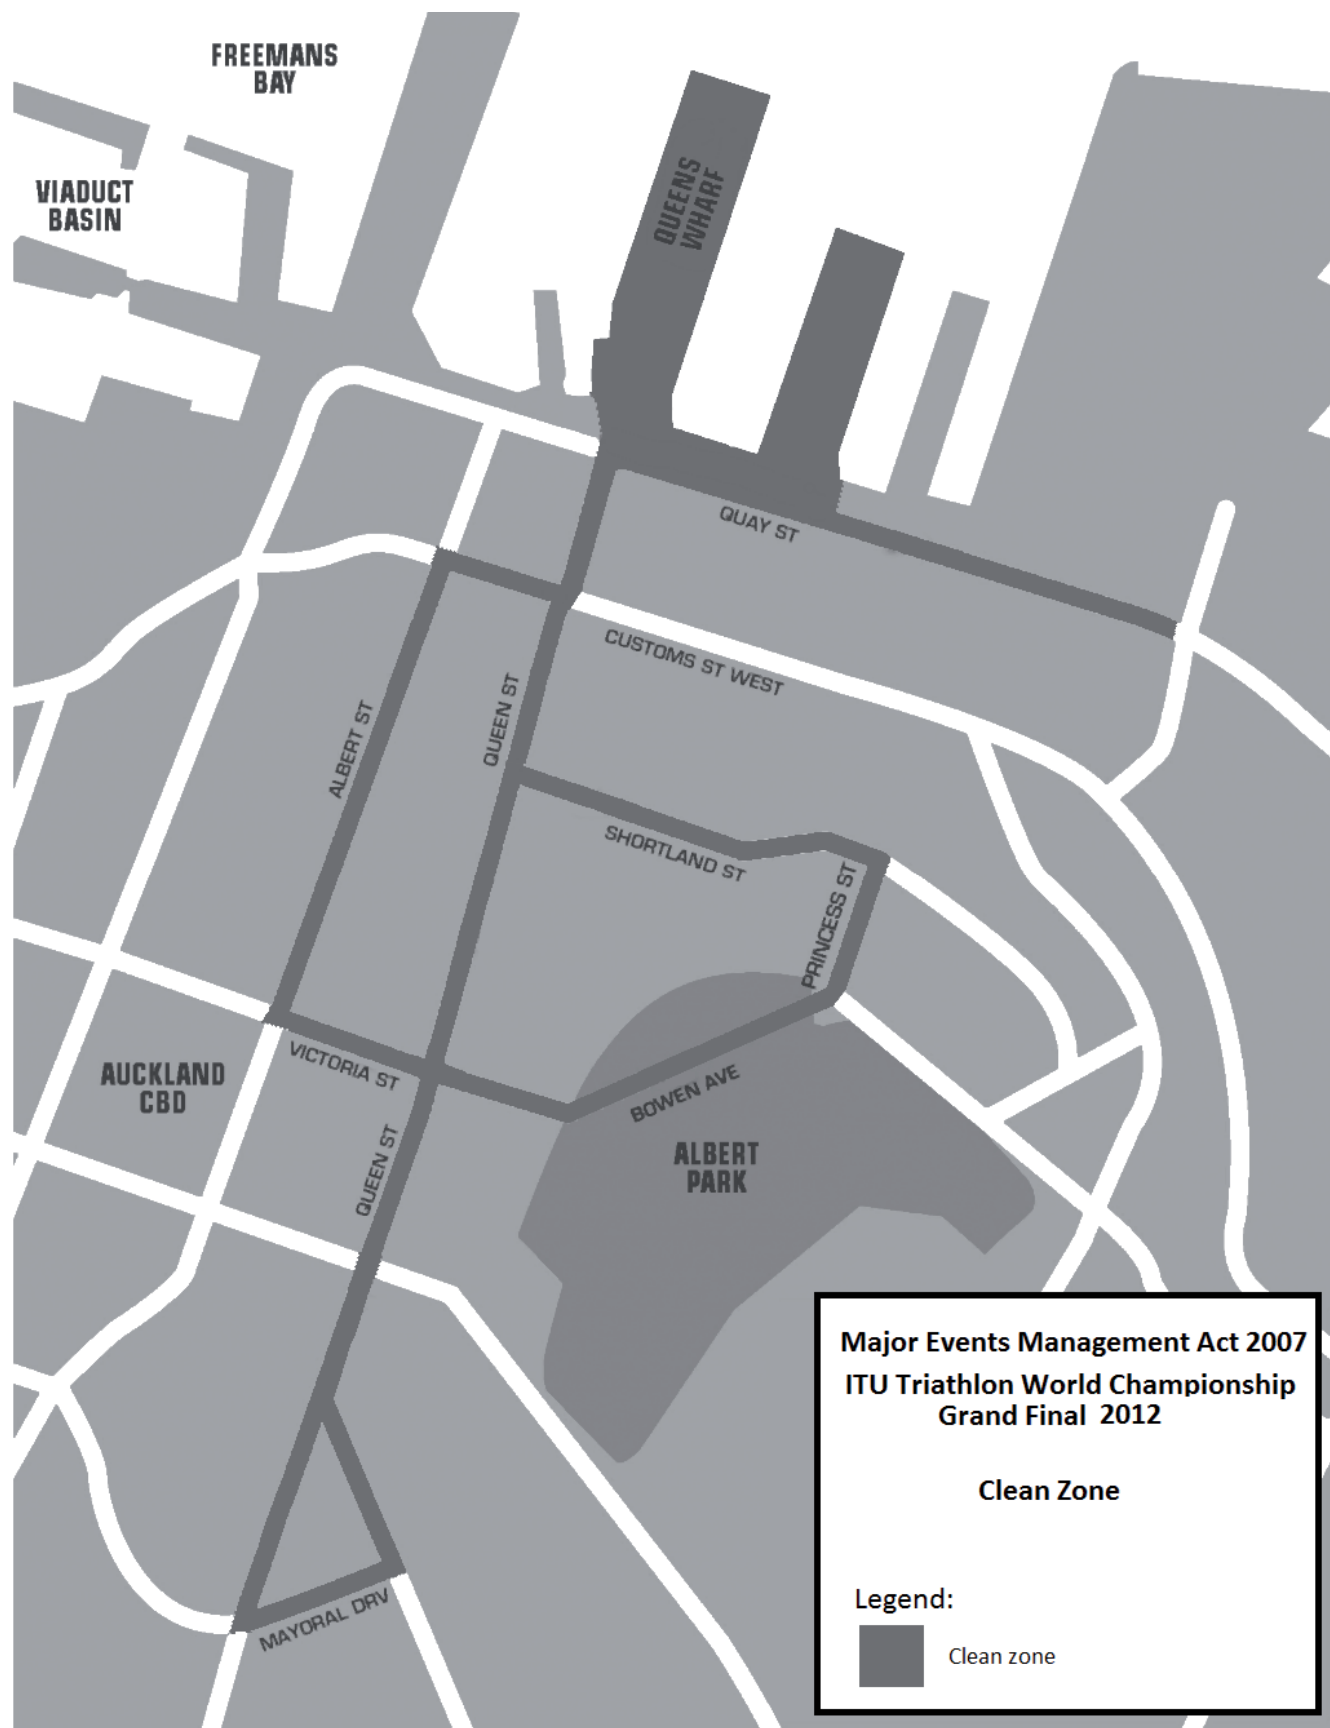 FREEMANS
BAY
VIADUCT
BASIN
QUEENS
WHARF
QUAY ST
CUSTOMS ST WEST
QUEEN ST
ALBERT ST
SHORTLAND ST
PRINCESS ST
VICTORIA ST
BOWEN AVE
AUCKLAND
CBD
QUEEN ST
ALBERT
PARK
MAYORAL DRV
Major Events Management Act 2007
ITU Triathlon World Championship
Grand Final 2012
Clean Zone
Legend:
Clean zone